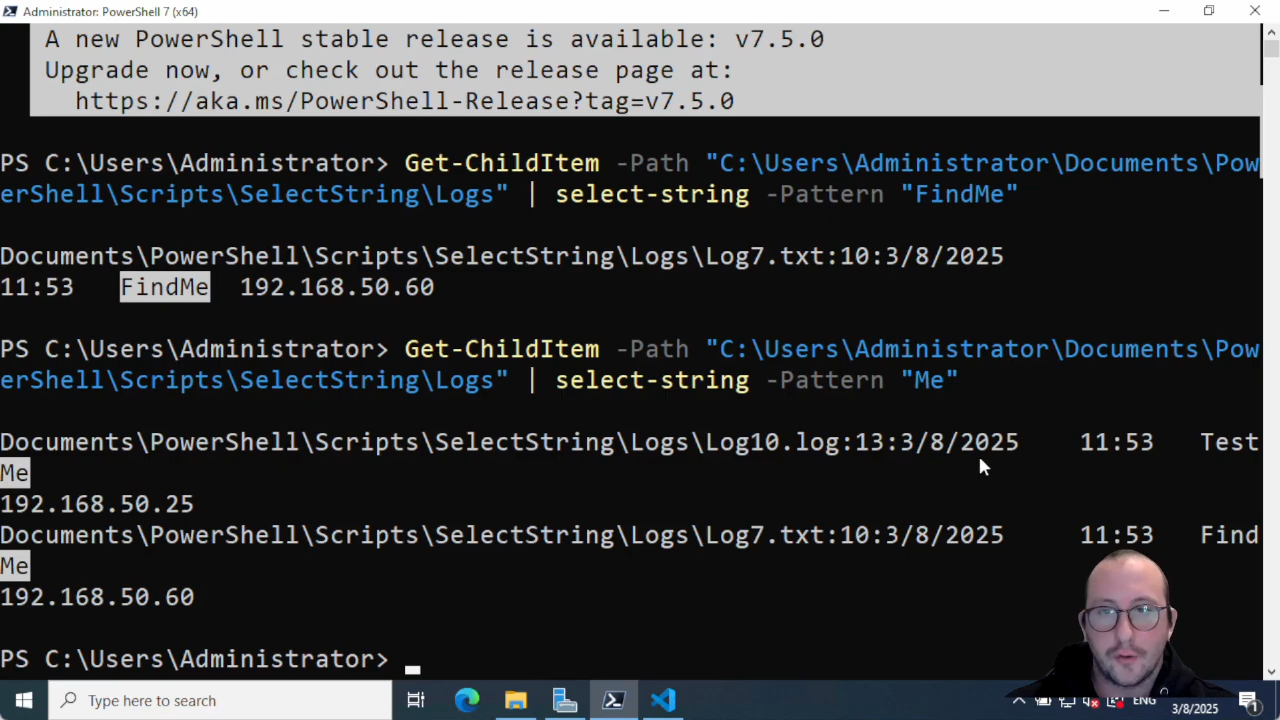 Administrator: PowerShell 7 (x64)
A new PowerShell stable release is available: v7.5.0
Upgrade now, or check out the release page at:
https://aka.ms/PowerShell-Release?tag=v7.5.0
PS C:\Users\Administrator> Get-ChildItem -Path "C:\Users\Administrator\Documents\Pow
erShell\Scripts\SelectString\Logs" | select-string -Pattern "FindMe"
Documents\PowerShell\Scripts\SelectString\Logs\Log7.txt:10:3/8/2025
11:53 FindMe 192.168.50.60
PS C:\Users\Administrator> Get-ChildItem -Path "C:\Users\Administrator\Documents\Pow
erShell\Scripts\SelectString\Logs" | select-string -Pattern "Me"
Documents\PowerShell\Scripts\SelectString\Logs\Log10.log:13:3/8/2025 11:53 Test
Me
192.168.50.25
Documents\PowerShell\Scripts\SelectString\Logs\Log7.txt:10:3/8/2025 11:53 Find
Me
192.168.50.60
PS C:\Users\Administrator>
Type here to search
ENG
3/8/2025
1